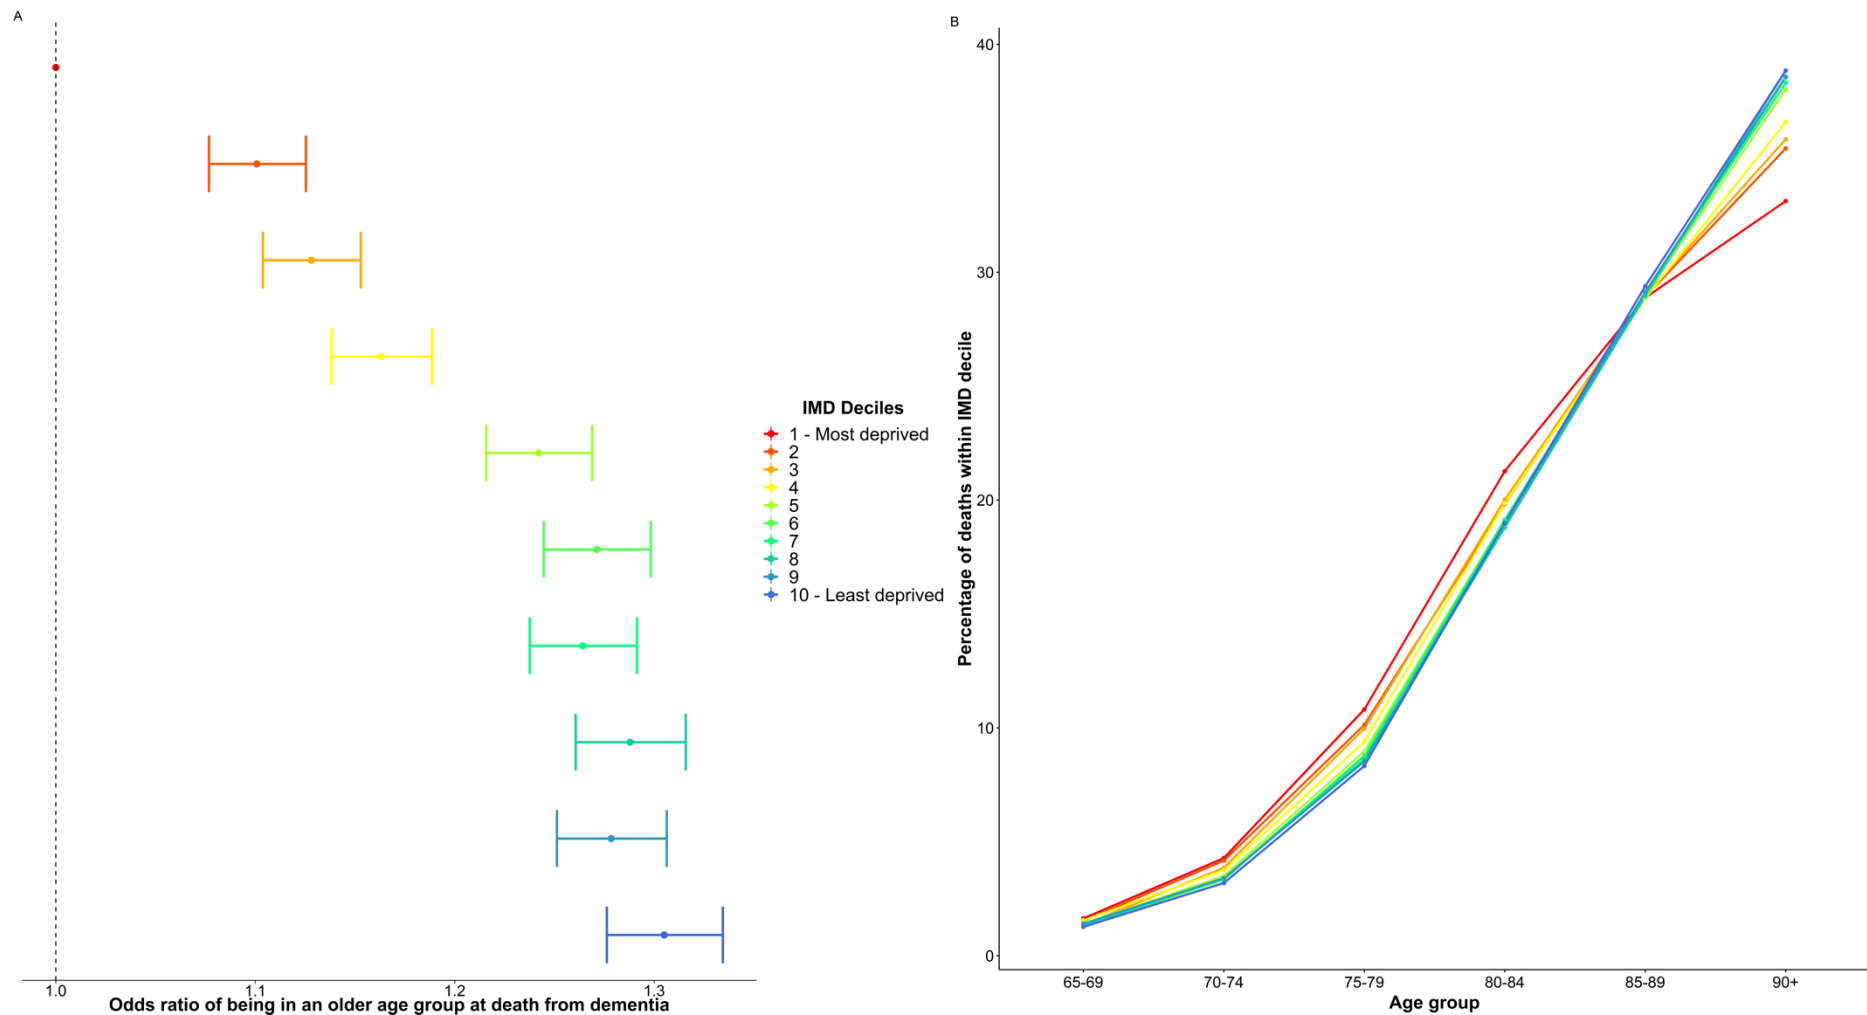 A
1.0
1.1
1.2
1.3
Odds ratio of being in an older age group at death from dementia
IMD Deciles
1 - Most deprived
2
3
4
5
6
7
8
9
10 - Least deprived
B
Percentage of deaths within IMD decile
40
30
20
10
0
65-69
70-74
75-79
80-84
85-89
90+
Age group